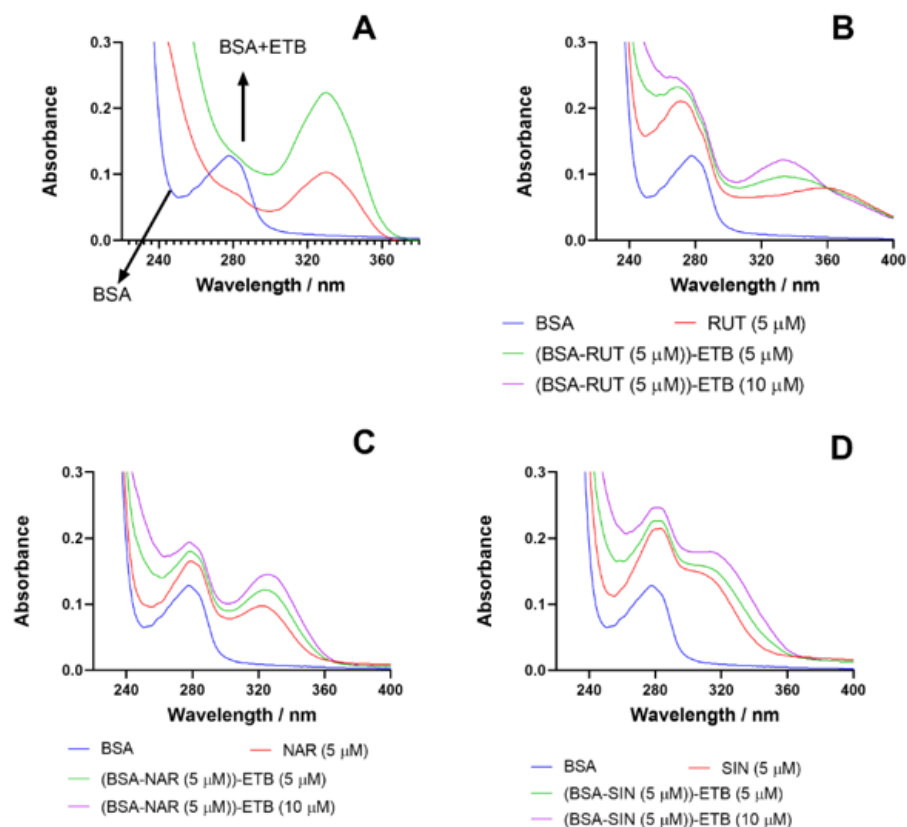 A
BSA+ETB
0.3
0.2
0.1
0.0
Absorbance
240 280 320 360
Wavelength / nm
BSA
B
0.3
0.2
0.1
0.0
Absorbance
240 280 320 360 400
Wavelength / nm
BSA RUT (5 μM)
(BSA-RUT (5 μM))-ETB (5 μM)
(BSA-RUT (5 μM))-ETB (10 μM)
C
0.3
0.2
0.1
0.0
Absorbance
240 280 320 360 400
Wavelength / nm
BSA NAR (5 μM)
(BSA-NAR (5 μM))-ETB (5 μM)
(BSA-NAR (5 μM))-ETB (10 μM)
D
0.3
0.2
0.1
0.0
Absorbance
240 280 320 360 400
Wavelength / nm
BSA SIN (5 μM)
(BSA-SIN (5 μM))-ETB (5 μM)
(BSA-SIN (5 μM))-ETB (10 μM)